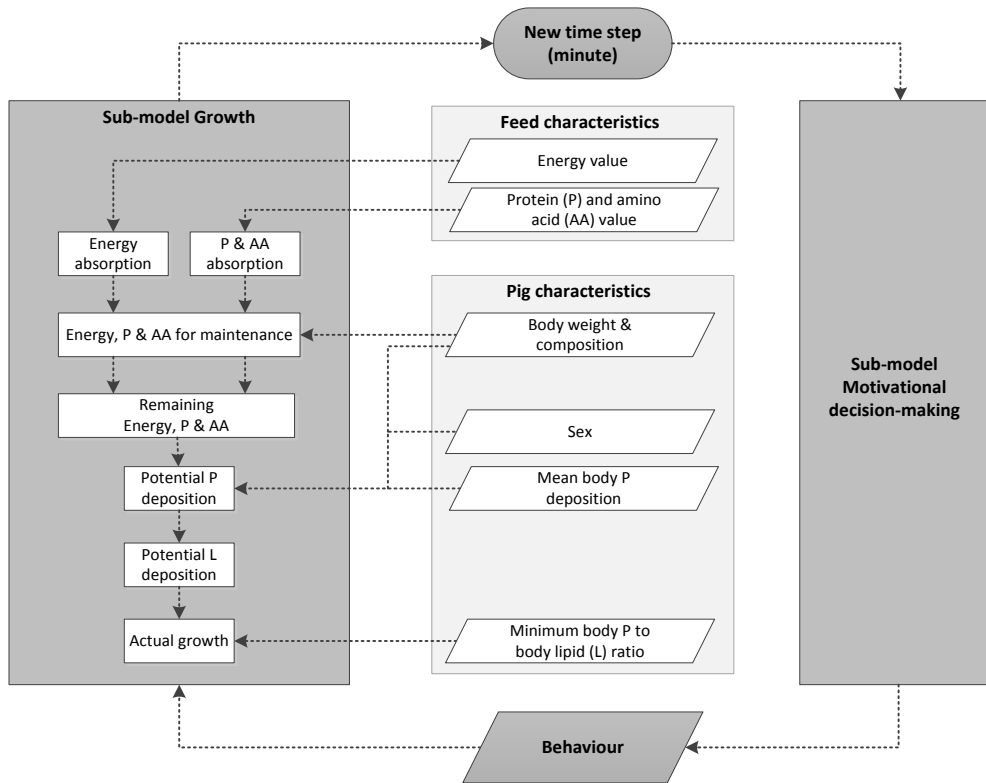 New time step
(minute)
Sub-model Growth
Feed characteristics
Energy value
Protein (P) and amino
acid (AA) value
Energy
absorption
P & AA
absorption
Pig characteristics
Energy, P & AA for maintenance
Body weight &
composition
Remaining
Energy, P & AA
Sex
Potential P
deposition
Mean body P
deposition
Potential L
deposition
Actual growth
Minimum body P to
body lipid (L) ratio
Sub-model
Motivational
decision-making
Behaviour